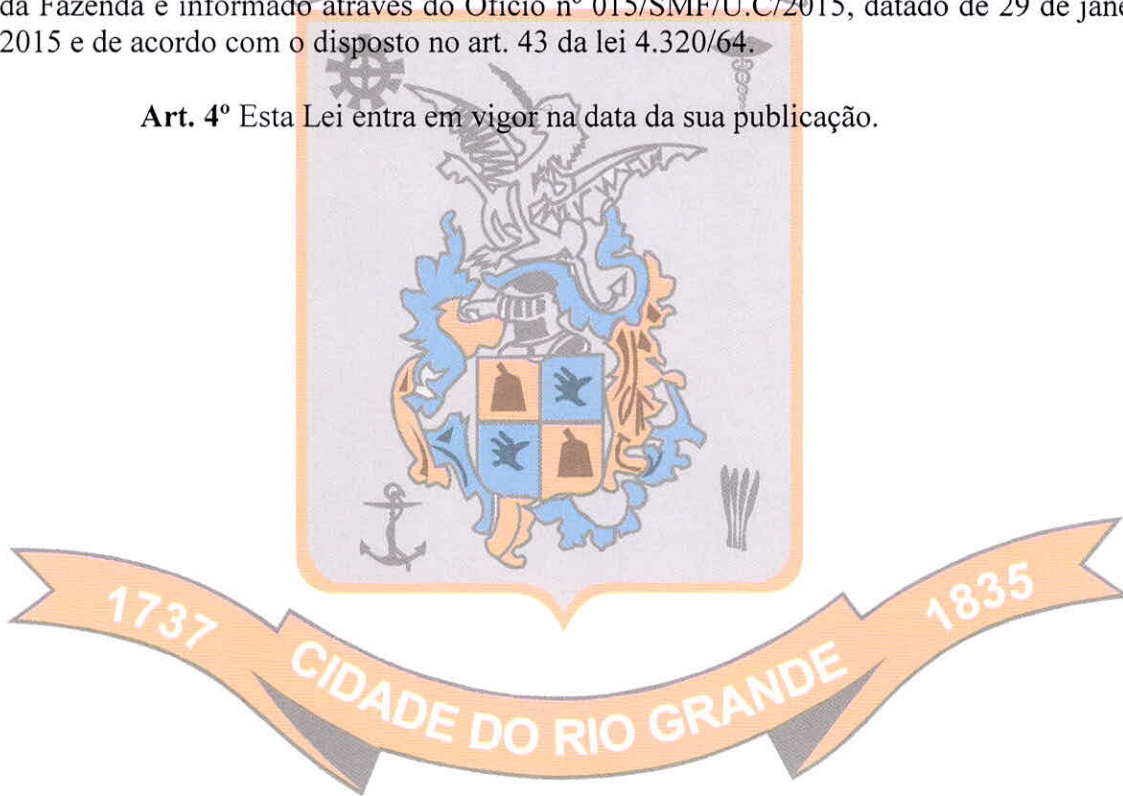 da Fazenda e informado através do Ofício nº 015/SMF/U.C/2015, datado de 29 de
2015 e de acordo com o disposto no art. 43 da lei 4.320/64.
Art. 4º Esta Lei entra em vigor na data da sua publicação.
1737
CIDADE DO RIO GRANDE
1835